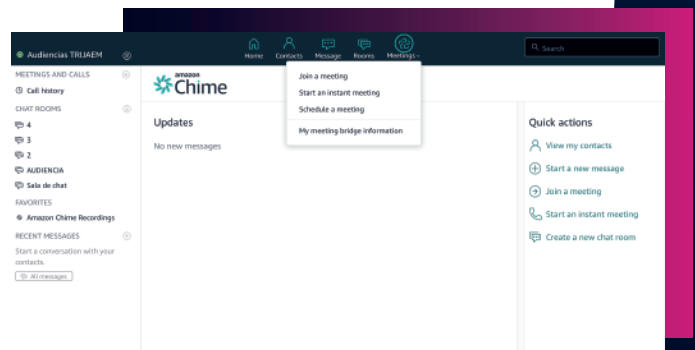 Audiencias TRIJAEM
Home Contacts Message Rooms Meetings
Search
MEETINGS AND CALLS
Call history
CHAT ROOMS
4
3
2
AUDIENCIA
Sala de chat
FAVORITES
Amazon Chime Recordings
RECENT MESSAGES
Start a conversation with your
contacts.
All messages
amazon
Chime
Updates
No new messages
Join a meeting
Start an instant meeting
Schedule a meeting
My meeting bridge information
Quick actions
View my contacts
Start a new message
Join a meeting
Start an instant meeting
Create a new chat room